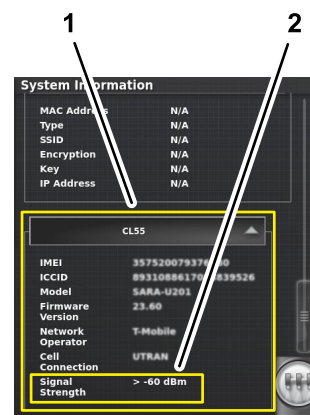 1 2
System Information
MAC Address N/A
Type N/A
SSID N/A
Encryption N/A
Key N/A
IP Address N/A
CL55
IMEI
ICCID
Model SARA-U201
Firmware 23.60
Version
Network T-Mobile
Operator
Cell UTRAN
Connection
Signal > -60 dBm
Strength